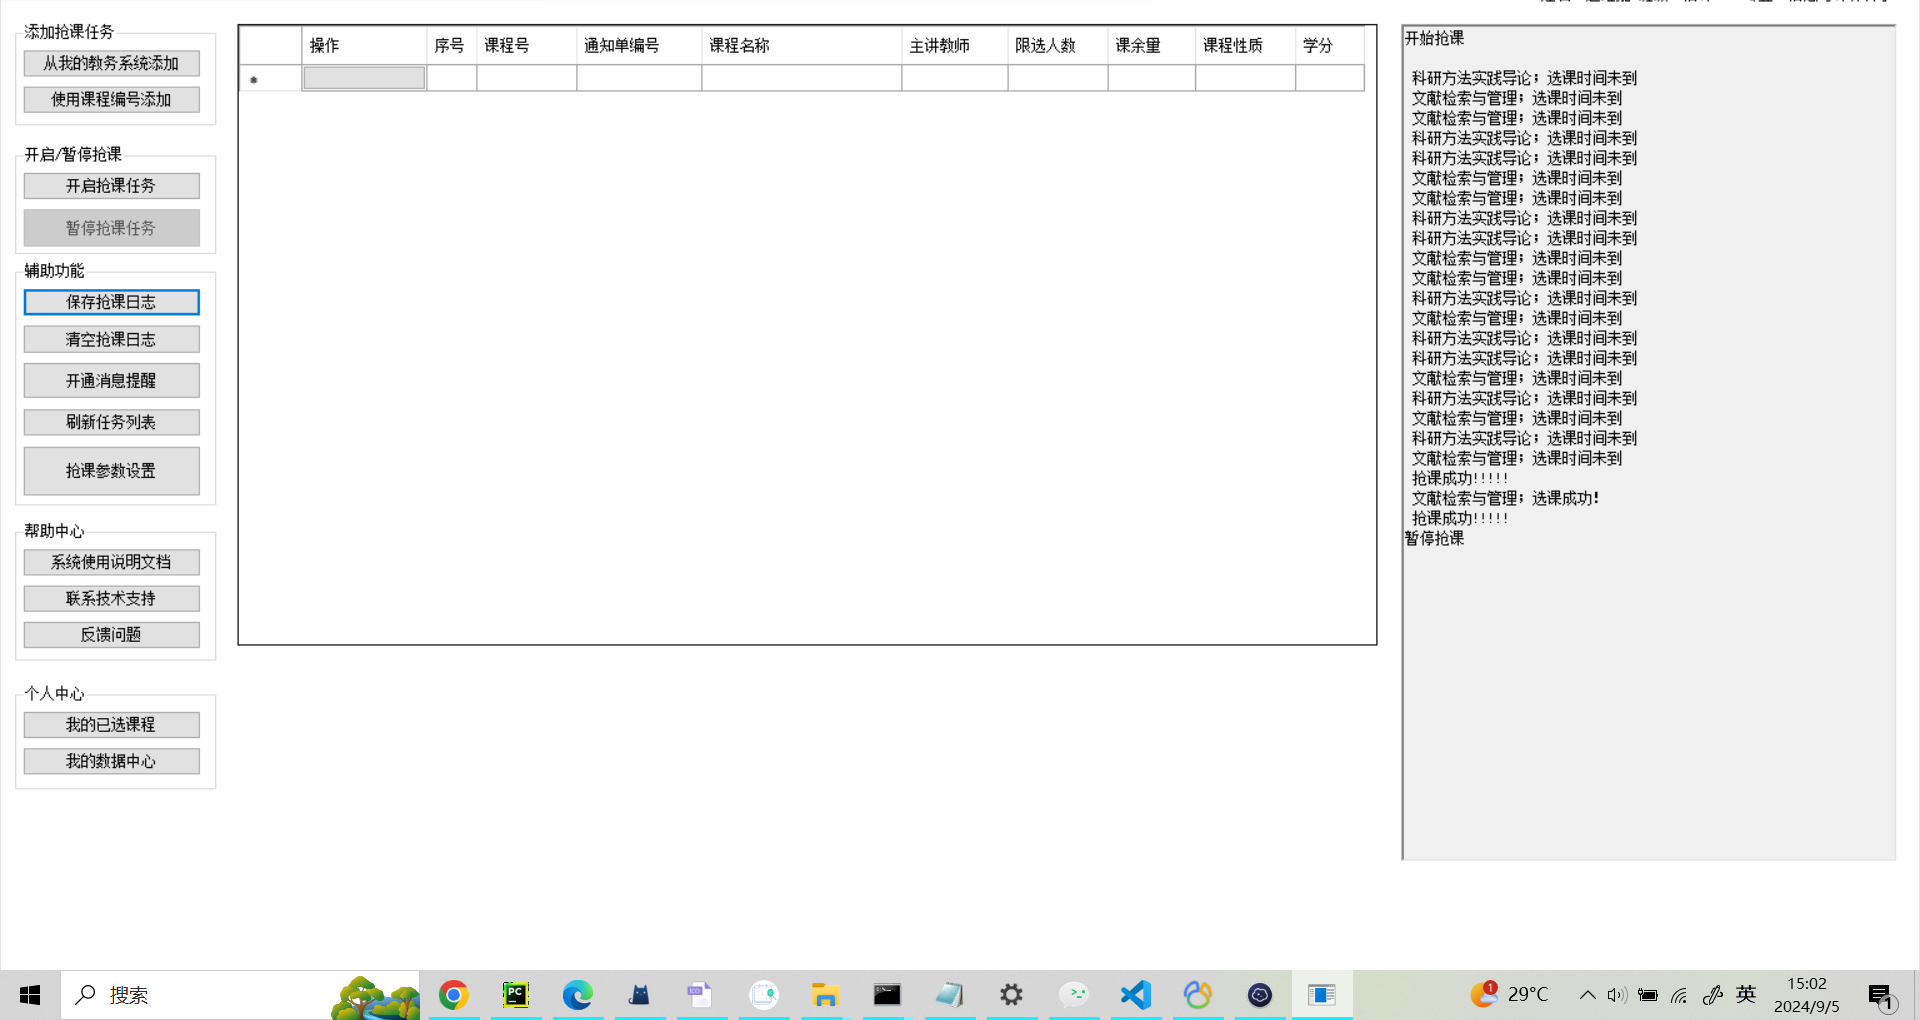 添加抢课任务
从我的教务系统添加
使用课程编号添加
开启/暂停抢课
开启抢课任务
暂停抢课任务
辅助功能
保存抢课日志
清空抢课日志
开通消息提醒
刷新任务列表
抢课参数设置
帮助中心
系统使用说明文档
联系技术支持
反馈问题
个人中心
我的已选课程
我的数据中心
操作 序号 课程号 通知单编号 课程名称 主讲教师 限选人数 课余量 课程性质 学分
开始抢课
科研方法实践导论；选课时间未到
文献检索与管理；选课时间未到
文献检索与管理；选课时间未到
科研方法实践导论；选课时间未到
科研方法实践导论；选课时间未到
文献检索与管理；选课时间未到
文献检索与管理；选课时间未到
科研方法实践导论；选课时间未到
科研方法实践导论；选课时间未到
文献检索与管理；选课时间未到
文献检索与管理；选课时间未到
科研方法实践导论；选课时间未到
文献检索与管理；选课时间未到
科研方法实践导论；选课时间未到
科研方法实践导论；选课时间未到
文献检索与管理；选课时间未到
科研方法实践导论；选课时间未到
文献检索与管理；选课时间未到
科研方法实践导论；选课时间未到
文献检索与管理；选课时间未到
抢课成功!!!!!
文献检索与管理；选课成功!
抢课成功!!!!!
暂停抢课
搜索
PC
ICO
1
29°C
英
15:02
2024/9/5
1